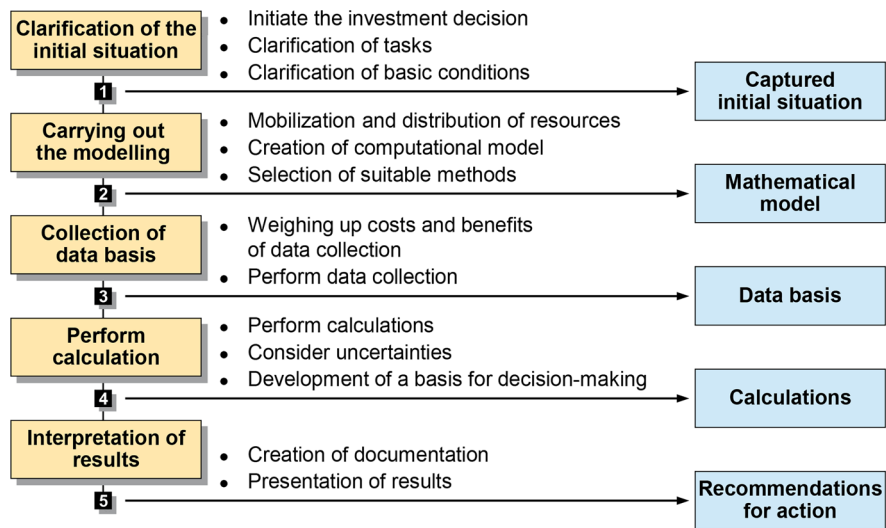 Clarification of the
initial situation
Initiate the investment decision
Clarification of tasks
Clarification of basic conditions
1
Captured
initial situation
Carrying out
the modelling
Mobilization and distribution of resources
Creation of computational model
Selection of suitable methods
2
Mathematical
model
Collection of
data basis
Weighing up costs and benefits
of data collection
Perform data collection
3
Data basis
Perform
calculation
Perform calculations
Consider uncertainties
Development of a basis for decision-making
4
Calculations
Interpretation of
results
Creation of documentation
Presentation of results
5
Recommendations
for action